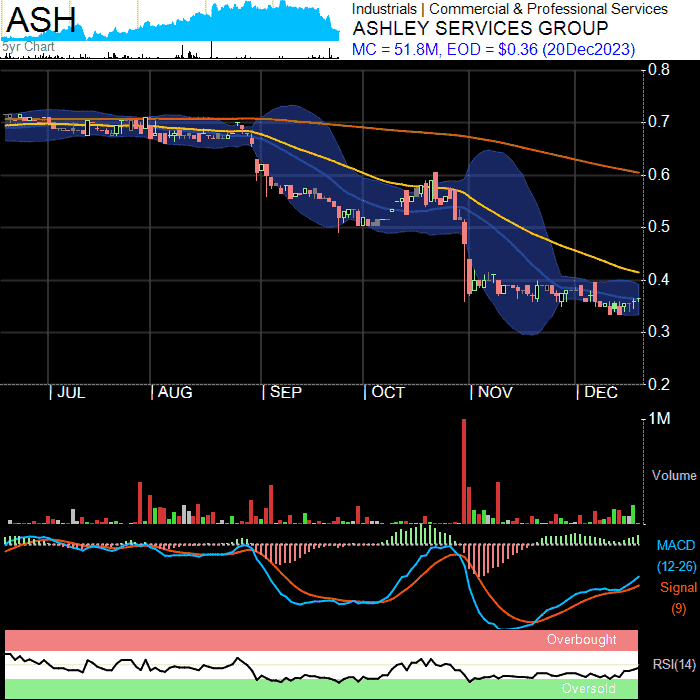 ASH
5yr Chart
Industrials | Commercial & Professional Services
ASHLEY SERVICES GROUP
MC = 51.8M, EOD = $0.36 (20Dec2023)
0.8
0.7
0.6
0.5
0.4
0.3
0.2
| JUL | AUG | SEP | OCT | NOV | DEC
1M
Volume
MACD
(12-26)
Signal
(9)
Overbought
RSI(14)
Oversold